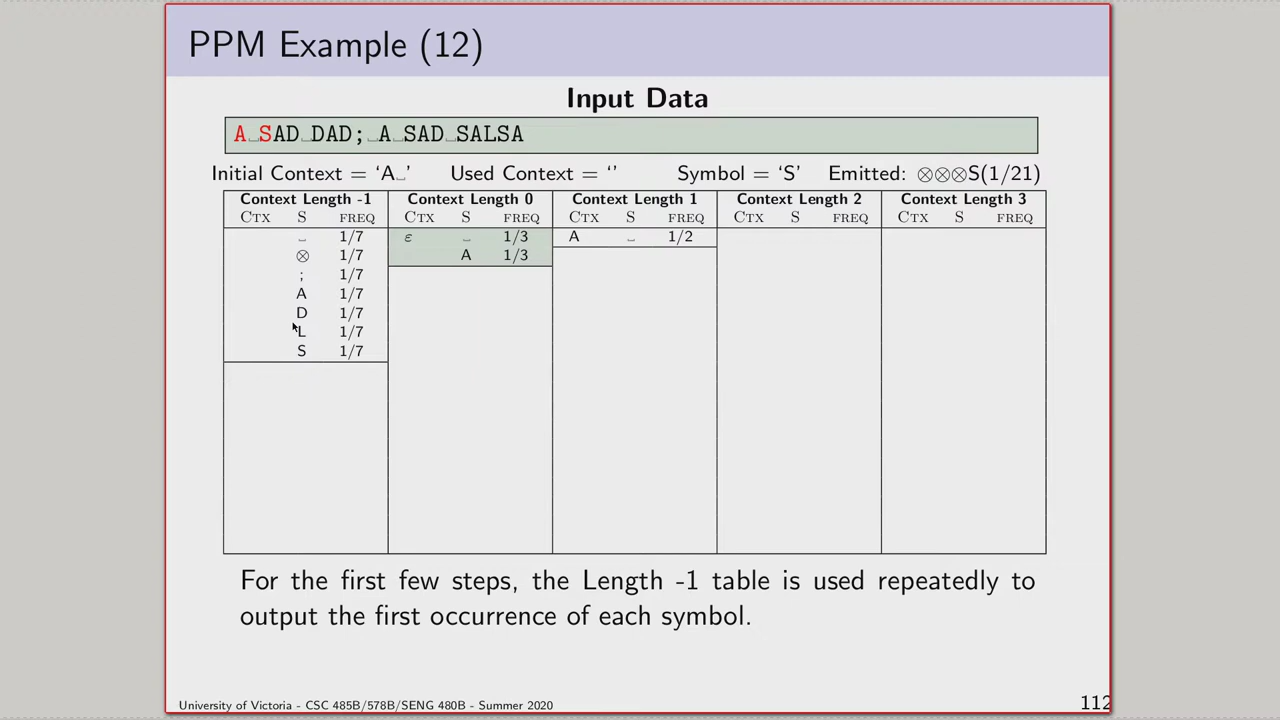 PPM Example (12)
Input Data
A␣SAD␣DAD;␣A␣SAD␣SALSA
Initial Context = ‘A␣’ Used Context = ‘’ Symbol = ‘S’ Emitted: ⊗⊗⊗S(1/21)
Context Length -1 Context Length 0 Context Length 1 Context Length 2 Context Length 3
CTX S FREQ CTX S FREQ CTX S FREQ CTX S FREQ CTX S FREQ
␣ 1/7 ε ␣ 1/3 A ␣ 1/2
⊗ 1/7 A 1/3
; 1/7
A 1/7
D 1/7
L 1/7
S 1/7
For the first few steps, the Length -1 table is used repeatedly to
output the first occurrence of each symbol.
University of Victoria - CSC 485B/578B/SENG 480B - Summer 2020
112